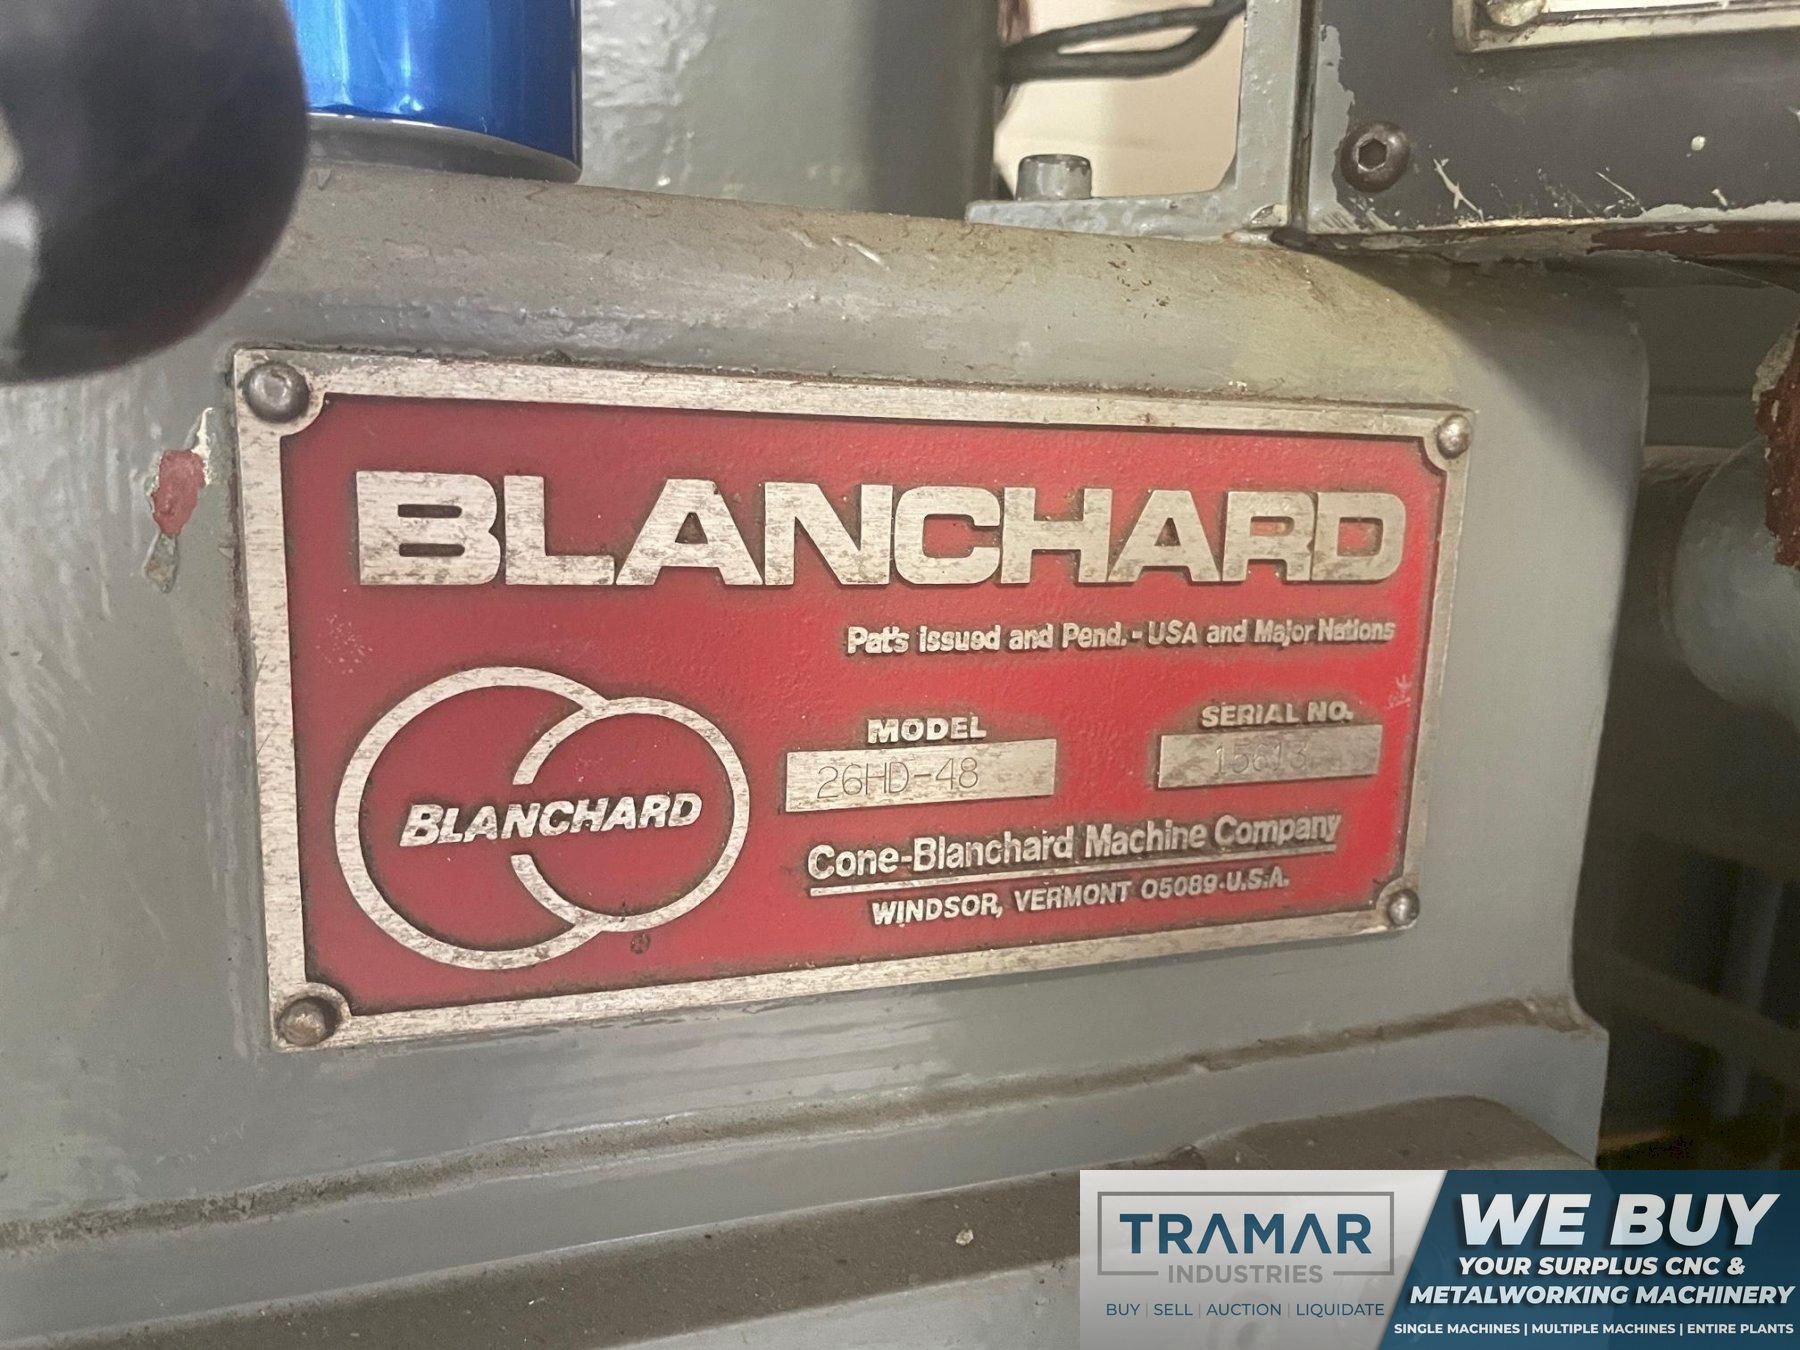 BLANCHARD
Pat's issued and Pend. - USA and Major Nations
MODEL
26HD-48
SERIAL NO.
15613
BLANCHARD
Cone-Blanchard Machine Company
WINDSOR, VERMONT 05089-U.S.A.
®
TRAMAR
INDUSTRIES
BUY | SELL | AUCTION | LIQUIDATE
WE BUY
YOUR SURPLUS CNC &
METALWORKING MACHINERY
SINGLE MACHINES | MULTIPLE MACHINES | ENTIRE PLANTS